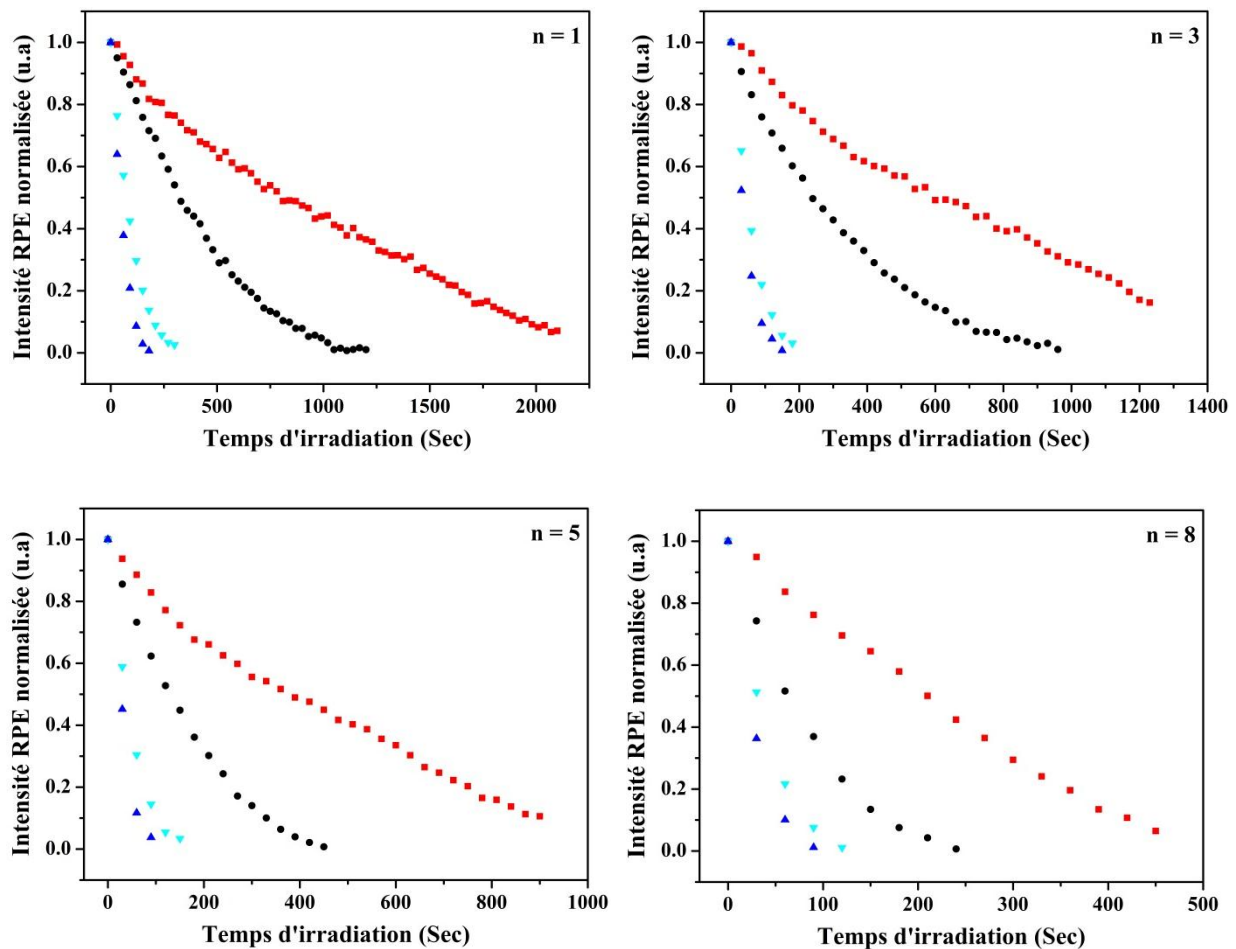 n = 1
Intensité RPE normalisée (u.a)
1.0
0.8
0.6
0.4
0.2
0.0
0 500 1000 1500 2000
Temps d'irradiation (Sec)
n = 3
Intensité RPE normalisée (u.a)
1.0
0.8
0.6
0.4
0.2
0.0
0 200 400 600 800 1000 1200 1400
Temps d'irradiation (Sec)
n = 5
Intensité RPE normalisée (u.a)
1.0
0.8
0.6
0.4
0.2
0.0
0 200 400 600 800 1000
Temps d'irradiation (Sec)
n = 8
Intensité RPE normalisée (u.a)
1.0
0.8
0.6
0.4
0.2
0.0
0 100 200 300 400 500
Temps d'irradiation (Sec)